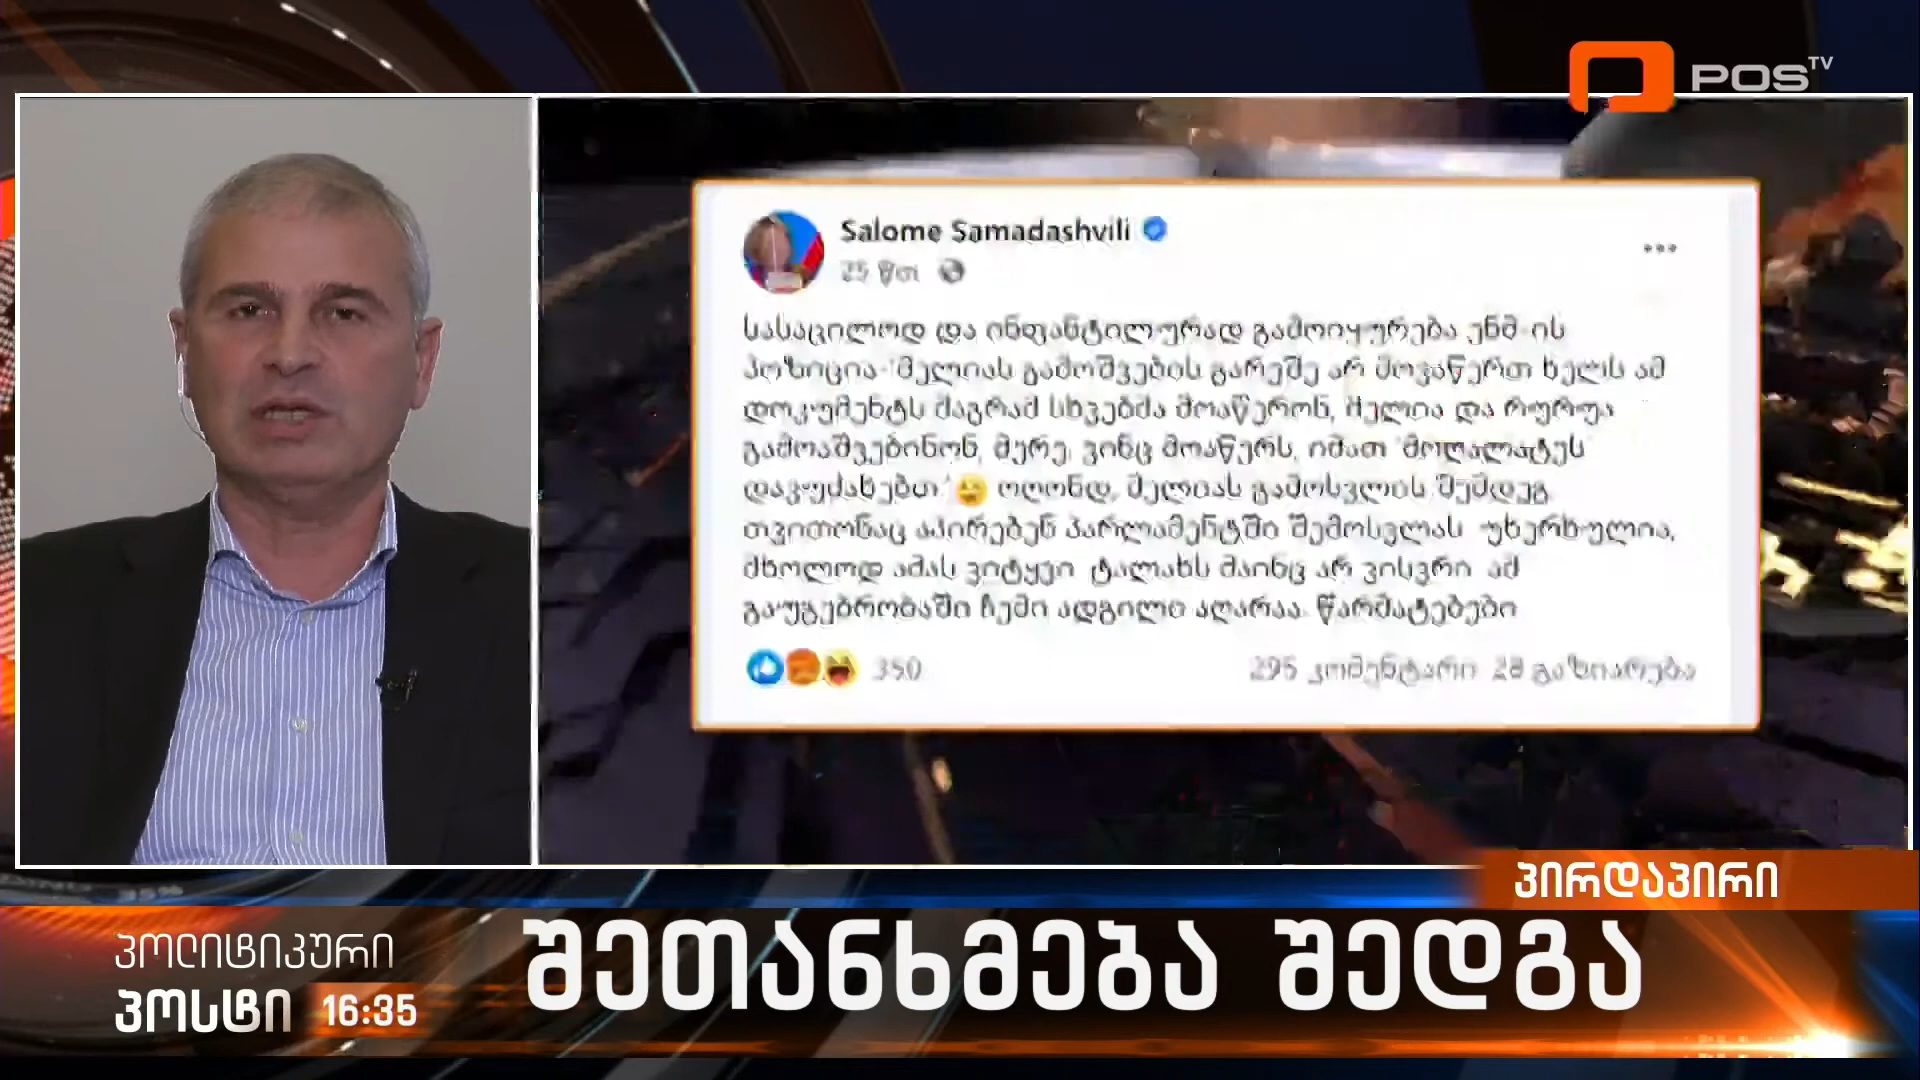 POS TV
Salome Samadashvili
25 წთ
სასაცილოდ და ინფანტილურად გამოიყურება ენმ-ის
პოზიცია-'მელიას გამოშვების გარეშე არ მოვაწერთ ხელს ამ
დოკუმენტს მაგრამ სხვებმა მოაწერონ, მელია და რურუა
გამოაშვებინონ, მერე, ვინც მოაწერს, იმათ 'მოღალატეს'
დავუძახებთ.' 😄 ოღონდ, მელიას გამოსვლის შემდეგ
თვითონაც აპირებენ პარლამენტში შემოსვლას უხერხულია,
მხოლოდ ამას ვიტყვი ტალახს მაინც არ ვისვრი ამ
გაუგებრობაში ჩემი ადგილი აღარაა. წარმატებები
350
295 კომენტარი 28 გაზიარება
პირდაპირი
პოლიტიკური
პოსტი 16:35
შეთანხმება შედგა